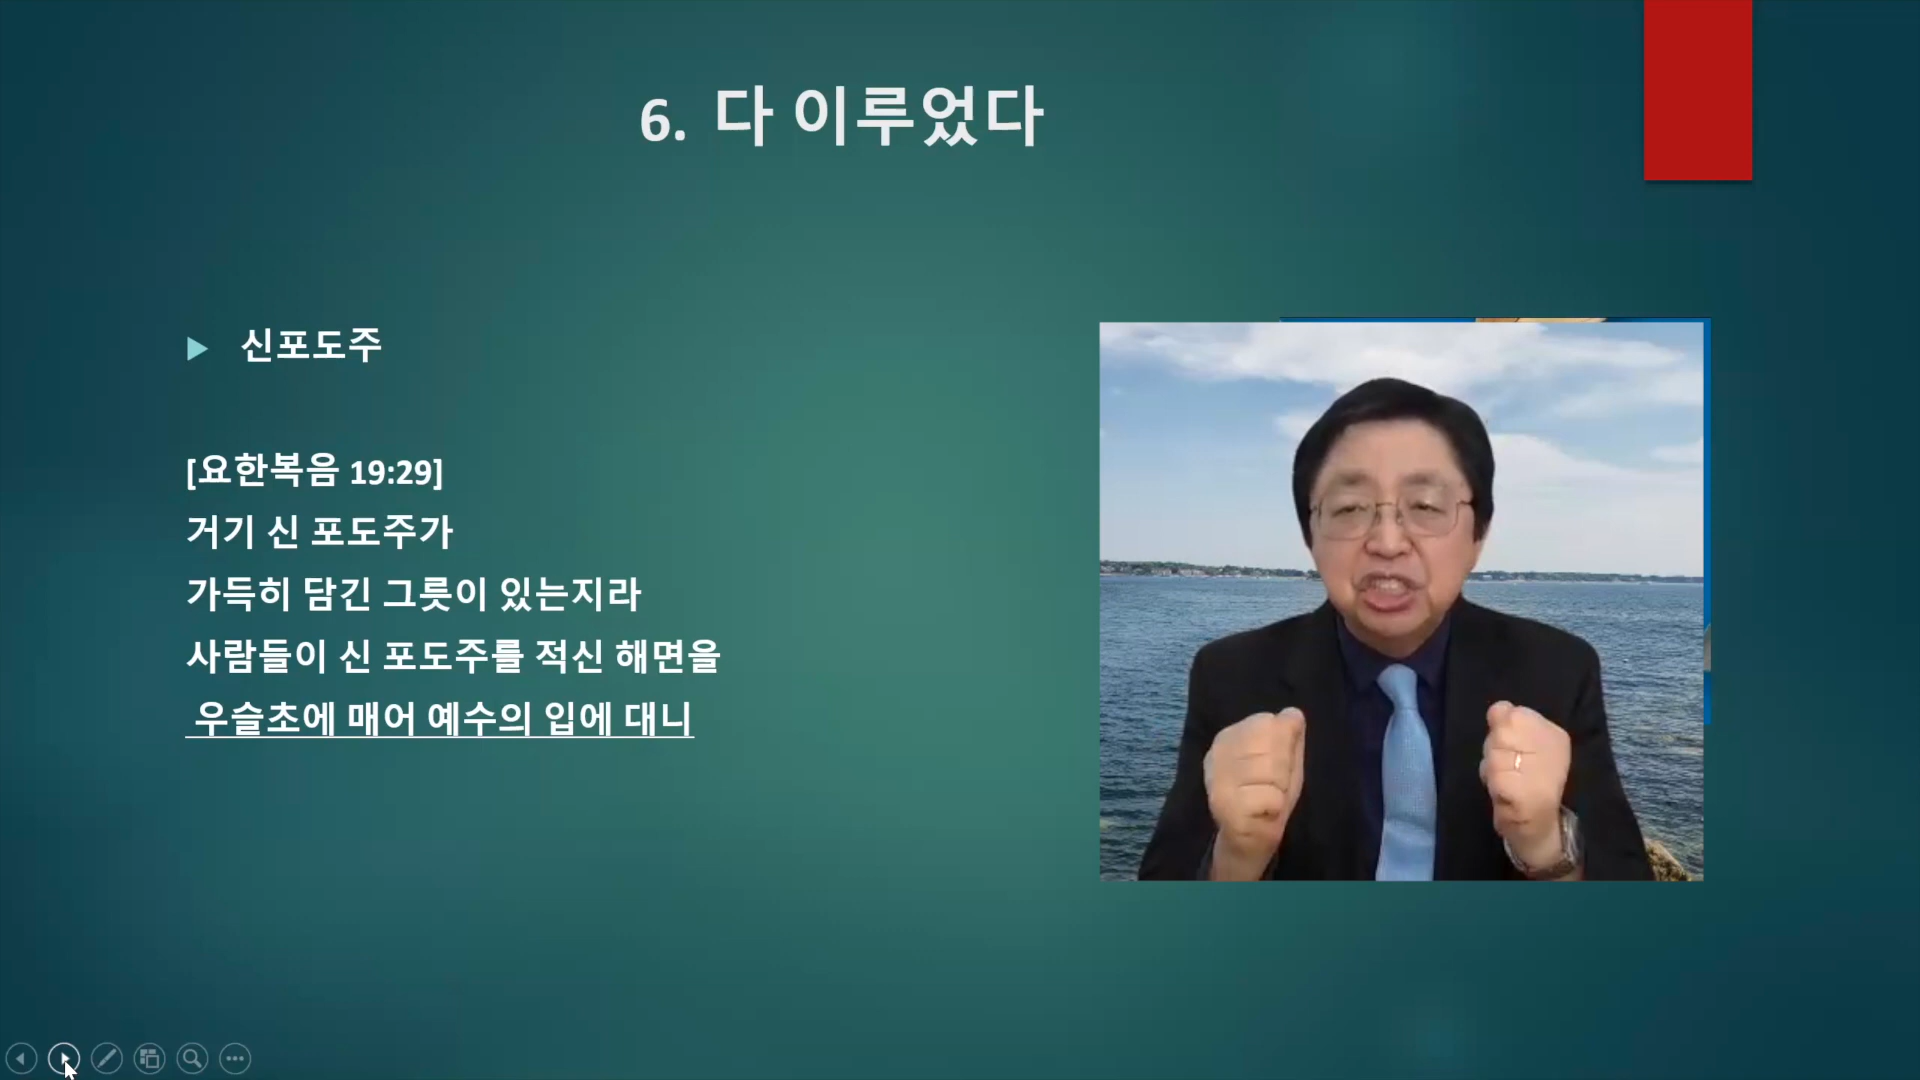 6. 다 이루었다
신포도주
[요한복음 19:29]
거기 신 포도주가
가득히 담긴 그릇이 있는지라
사람들이 신 포도주를 적신 해면을
우슬초에 매어 예수의 입에 대니